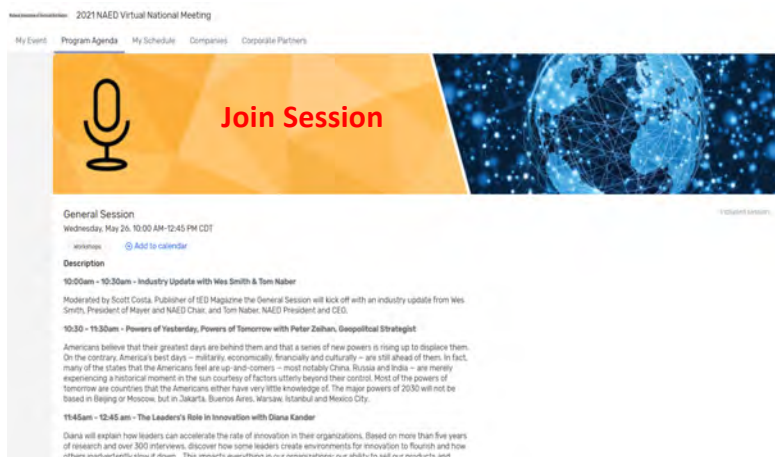 2021 NAED Virtual National Meeting
My Event Program Agenda My Schedule Companies Corporate Partners
Join Session
General Session
Included session
Wednesday, May 26, 10:00 AM-12:45 PM CDT
workshops Add to calendar
Description
10:00am - 10:30am - Industry Update with Wes Smith & Tom Naber
Moderated by Scott Costa, Publisher of tED Magazine the General Session will kick off with an industry update from Wes
Smith, President of Mayer and NAED Chair, and Tom Naber, NAED President and CEO.
10:30 - 11:30am - Powers of Yesterday, Powers of Tomorrow with Peter Zeihan, Geopolitcal Strategist
Americans believe that their greatest days are behind them and that a series of new powers is rising up to displace them.
On the contrary, America's best days – militarily, economically, financially and culturally – are still ahead of them. In fact,
many of the states that the Americans feel are up-and-comers – most notably China, Russia and India – are merely
experiencing a historical moment in the sun courtesy of factors utterly beyond their control. Most of the powers of
tomorrow are countries that the Americans either have very little knowledge of. The major powers of 2030 will not be
based in Beijing or Moscow, but in Jakarta, Buenos Aires, Warsaw, Istanbul and Mexico City.
11:45am - 12:45 am - The Leaders's Role in Innovation with Diana Kander
Diana will explain how leaders can accelerate the rate of innovation in their organizations. Based on more than five years
of research and over 300 interviews, discover how some leaders create environments for innovation to flourish and how
others inadvertently slow it down. This impacts everything in our organizations: our ability to sell our products and